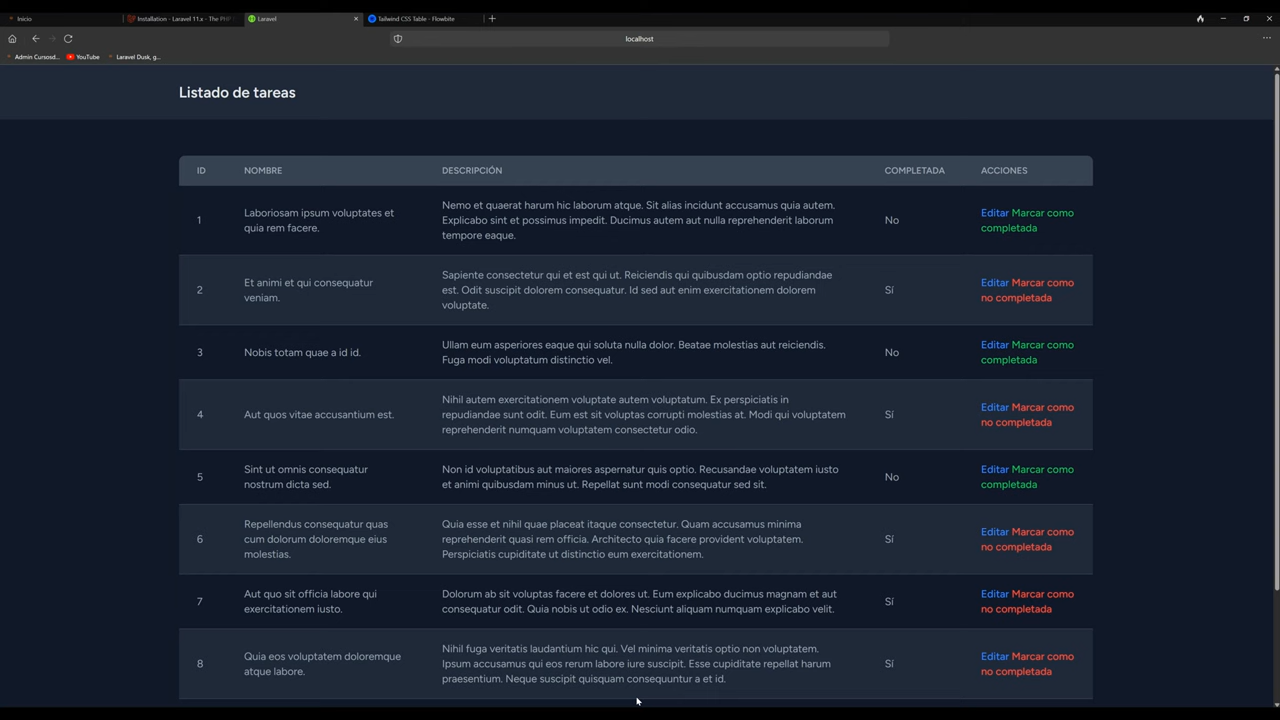 Inicio
Installation - Laravel 11.x - The PHP
Laravel
Tailwind CSS Table - Flowbite
localhost
Admin Cursosd...
YouTube
Laravel Dusk, g...
Listado de tareas
ID NOMBRE DESCRIPCIÓN COMPLETADA ACCIONES
1
Laboriosam ipsum voluptates et
quia rem facere.
Nemo et quaerat harum hic laborum atque. Sit alias incidunt accusamus quia autem.
Explicabo sint et possimus impedit. Ducimus autem aut nulla reprehenderit laborum
tempore eaque.
No
Editar Marcar como
completada
2
Et animi et qui consequatur
veniam.
Sapiente consectetur qui et est qui ut. Reiciendis qui quibusdam optio repudiandae
est. Odit suscipit dolorem consequatur. Id sed aut enim exercitationem dolorem
voluptate.
Sí
Editar Marcar como
no completada
3
Nobis totam quae a id id.
Ullam eum asperiores eaque qui soluta nulla dolor. Beatae molestias aut reiciendis.
Fuga modi voluptatum distinctio vel.
No
Editar Marcar como
completada
4
Aut quos vitae accusantium est.
Nihil autem exercitationem voluptate autem voluptatum. Ex perspiciatis in
repudiandae sunt odit. Eum est sit voluptas corrupti molestias at. Modi qui voluptatem
reprehenderit numquam voluptatem consectetur odio.
Sí
Editar Marcar como
no completada
5
Sint ut omnis consequatur
nostrum dicta sed.
Non id voluptatibus aut maiores aspernatur quis optio. Recusandae voluptatem iusto
et animi quibusdam minus ut. Repellat sunt modi consequatur sed sit.
No
Editar Marcar como
completada
6
Repellendus consequatur quas
cum dolorum doloremque eius
molestias.
Quia esse et nihil quae placeat itaque consectetur. Quam accusamus minima
reprehenderit quasi rem officia. Architecto quia facere provident voluptatem.
Perspiciatis cupiditate ut distinctio eum exercitationem.
Sí
Editar Marcar como
no completada
7
Aut quo sit officia labore qui
exercitationem iusto.
Dolorum ab sit voluptas facere et dolores ut. Eum explicabo ducimus magnam et aut
consequatur odit. Quia nobis ut odio ex. Nesciunt aliquam numquam explicabo velit.
Sí
Editar Marcar como
no completada
8
Quia eos voluptatem doloremque
atque labore.
Nihil fuga veritatis laudantium hic qui. Vel minima veritatis optio non voluptatem.
Ipsum accusamus qui eos rerum labore iure suscipit. Esse cupiditate repellat harum
praesentium. Neque suscipit quisquam consequuntur a et id.
Sí
Editar Marcar como
no completada